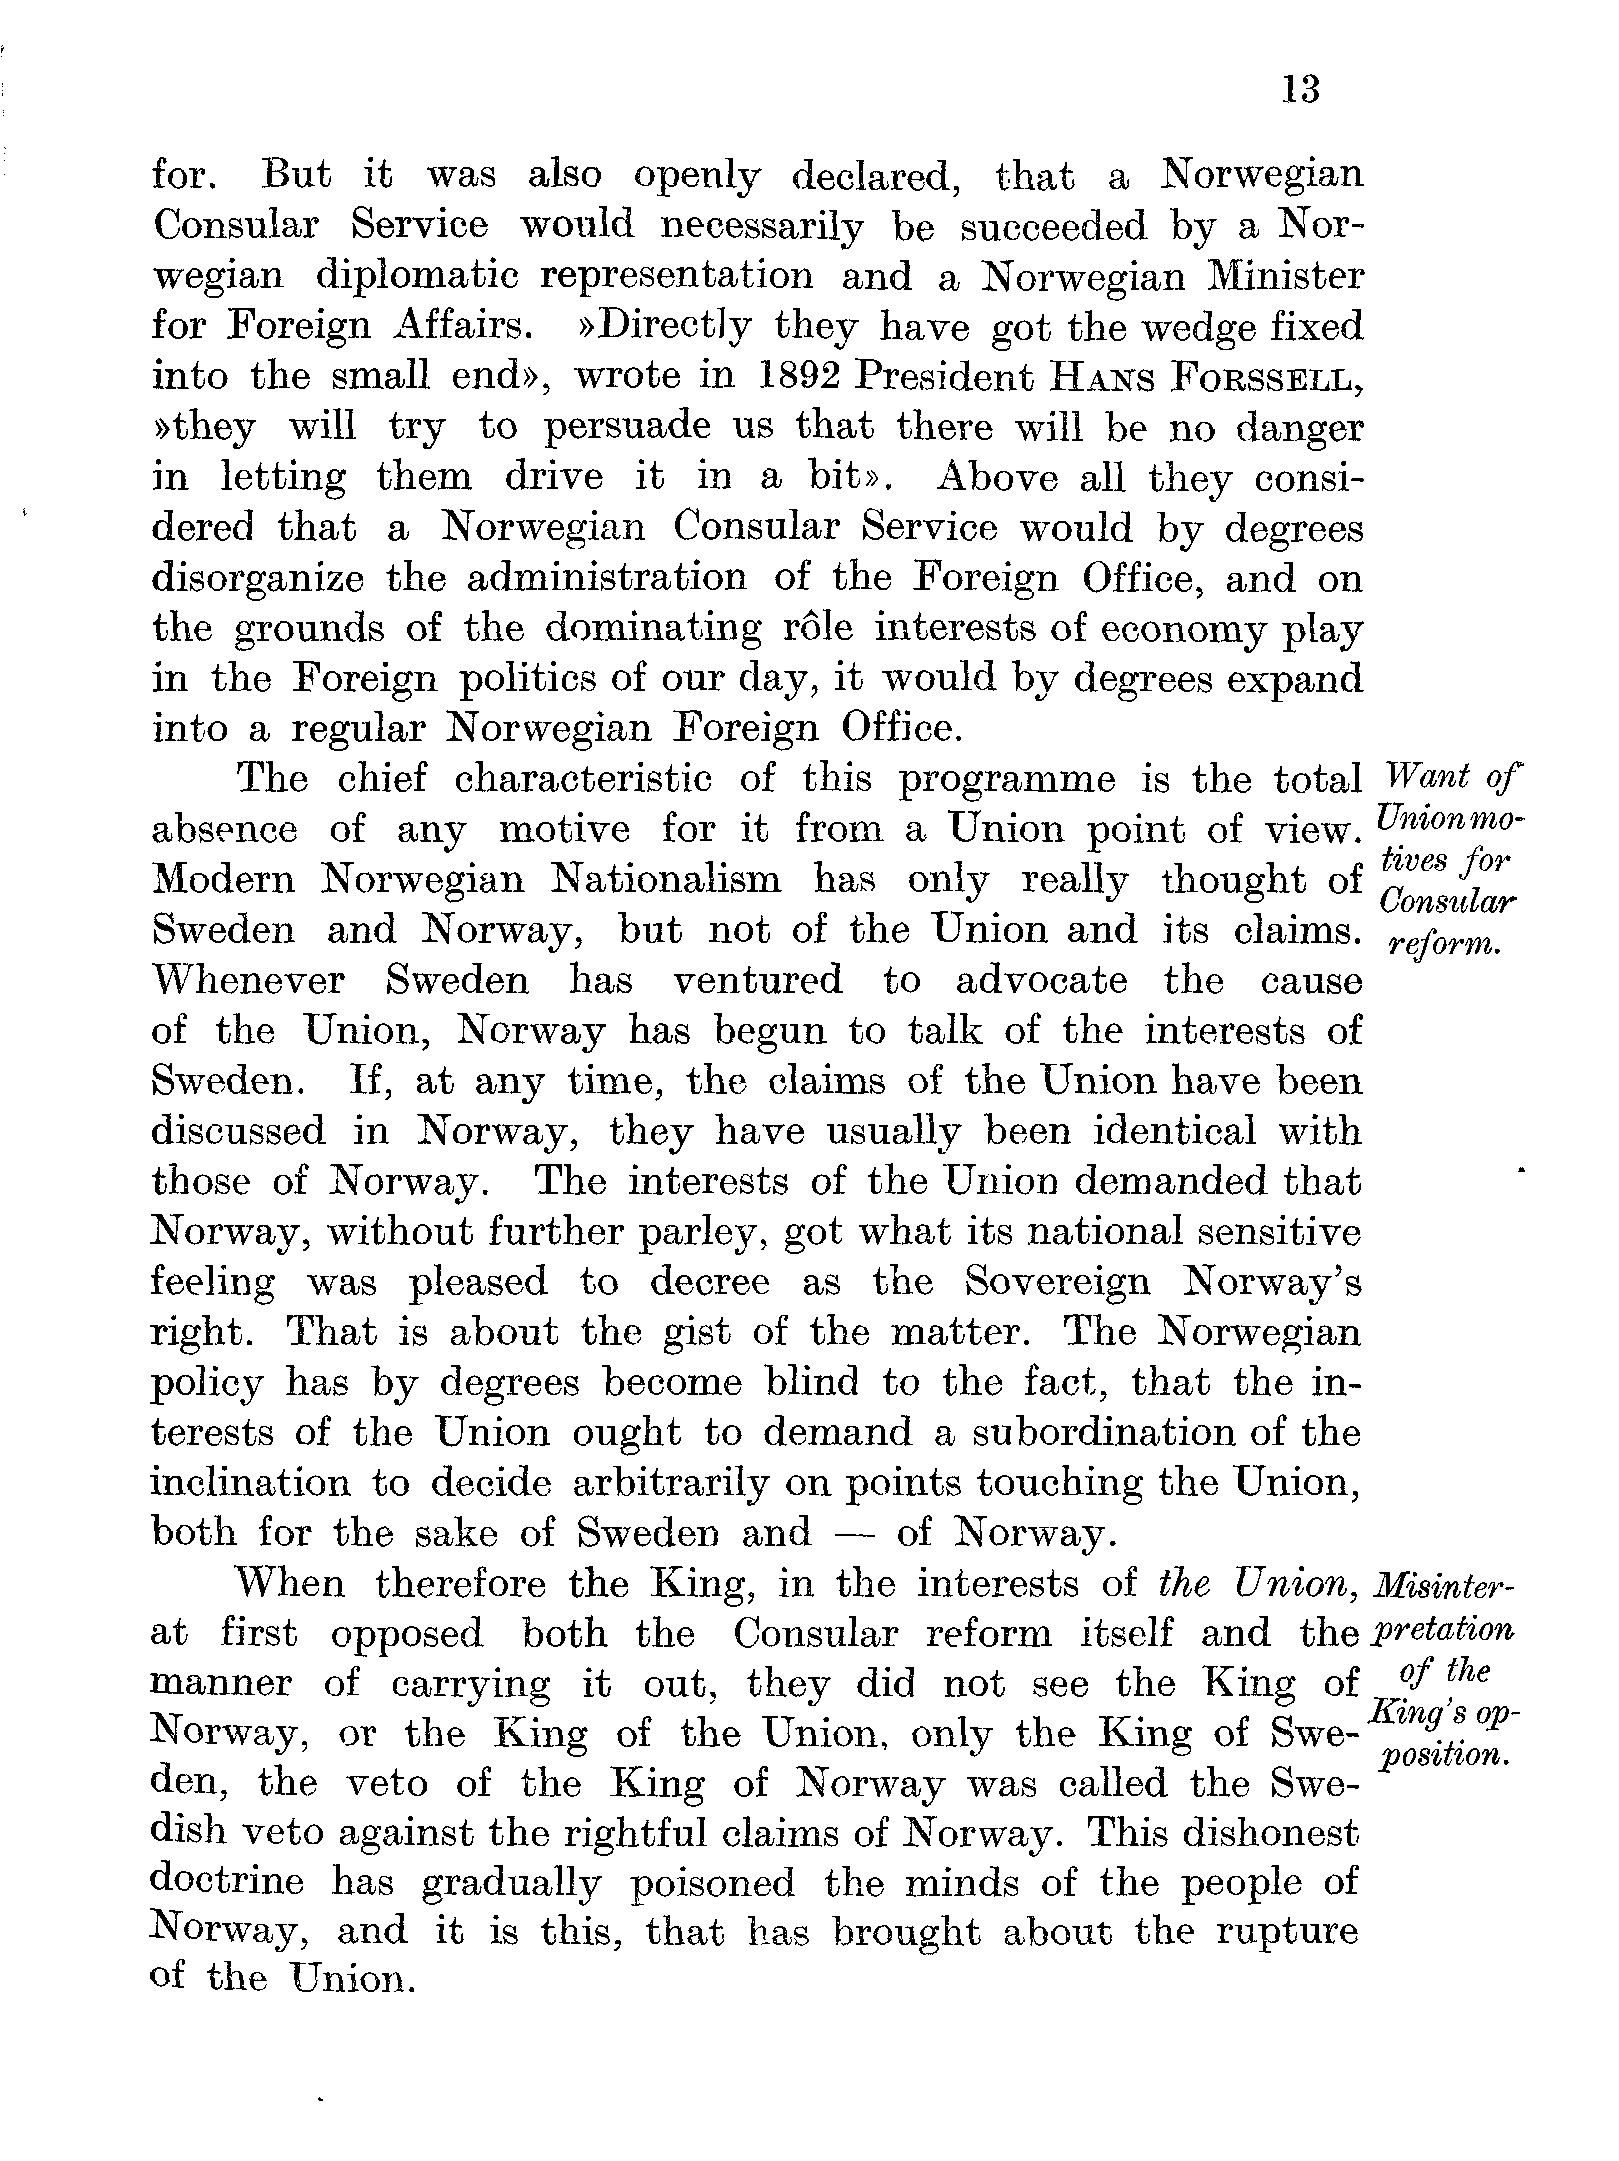 13
for. But it was also openly declared, that a Norwegian
Consular Service would necessarily be succeeded by a Nor-
wegian diplomatic representation and a Norwegian Minister
for Foreign Affairs. »Directly they have got the wedge fixed
into the small end», wrote in 1892 President HANS FORSSELL,
»they will try to persuade us that there will be no danger
in letting them drive it in a bit». Above all they consi-
dered that a Norwegian Consular Service would by degrees
disorganize the administration of the Foreign Office, and on
the grounds of the dominating rôle interests of economy play
in the Foreign politics of our day, it would by degrees expand
into a regular Norwegian Foreign Office.
The chief characteristic of this programme is the total
absence of any motive for it from a Union point of view.
Modern Norwegian Nationalism has only really thought of
Sweden and Norway, but not of the Union and its claims.
Whenever Sweden has ventured to advocate the cause
of the Union, Norway has begun to talk of the interests of
Sweden. If, at any time, the claims of the Union have been
discussed in Norway, they have usually been identical with
those of Norway. The interests of the Union demanded that
Norway, without further parley, got what its national sensitive
feeling was pleased to decree as the Sovereign Norway's
right. That is about the gist of the matter. The Norwegian
policy has by degrees become blind to the fact, that the in-
terests of the Union ought to demand a subordination of the
inclination to decide arbitrarily on points touching the Union,
both for the sake of Sweden and — of Norway.
Want of
Union mo-
tives for
Consular
reform.
When therefore the King, in the interests of the Union,
at first opposed both the Consular reform itself and the
manner of carrying it out, they did not see the King of
Norway, or the King of the Union, only the King of Swe-
den, the veto of the King of Norway was called the Swe-
dish veto against the rightful claims of Norway. This dishonest
doctrine has gradually poisoned the minds of the people of
Norway, and it is this, that has brought about the rupture
of the Union.
Misinter-
pretation
of the
King's op-
position.